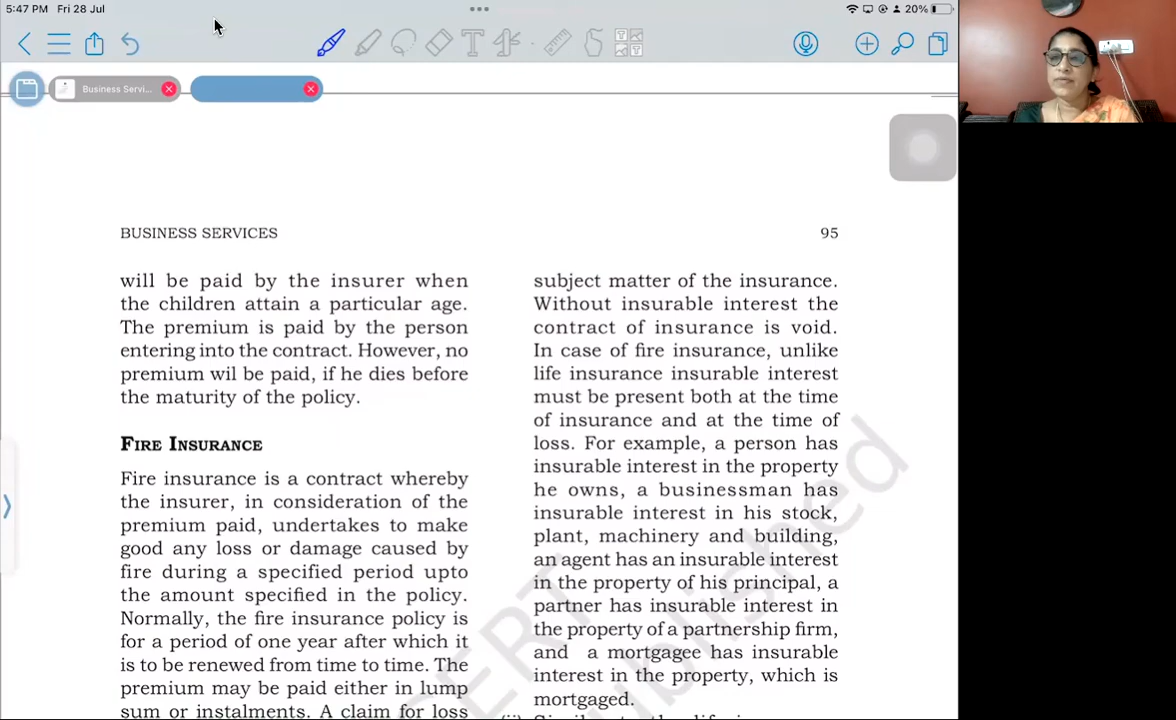 5:47 PM Fri 28 Jul
20%
Business Servi...
BUSINESS SERVICES
95
will be paid by the insurer when
the children attain a particular age.
The premium is paid by the person
entering into the contract. However, no
premium wil be paid, if he dies before
the maturity of the policy.
FIRE INSURANCE
Fire insurance is a contract whereby
the insurer, in consideration of the
premium paid, undertakes to make
good any loss or damage caused by
fire during a specified period upto
the amount specified in the policy.
Normally, the fire insurance policy is
for a period of one year after which it
is to be renewed from time to time. The
premium may be paid either in lump
sum or instalments. A claim for loss
subject matter of the insurance.
Without insurable interest the
contract of insurance is void.
In case of fire insurance, unlike
life insurance insurable interest
must be present both at the time
of insurance and at the time of
loss. For example, a person has
insurable interest in the property
he owns, a businessman has
insurable interest in his stock,
plant, machinery and building,
an agent has an insurable interest
in the property of his principal, a
partner has insurable interest in
the property of a partnership firm,
and a mortgagee has insurable
interest in the property, which is
mortgaged.